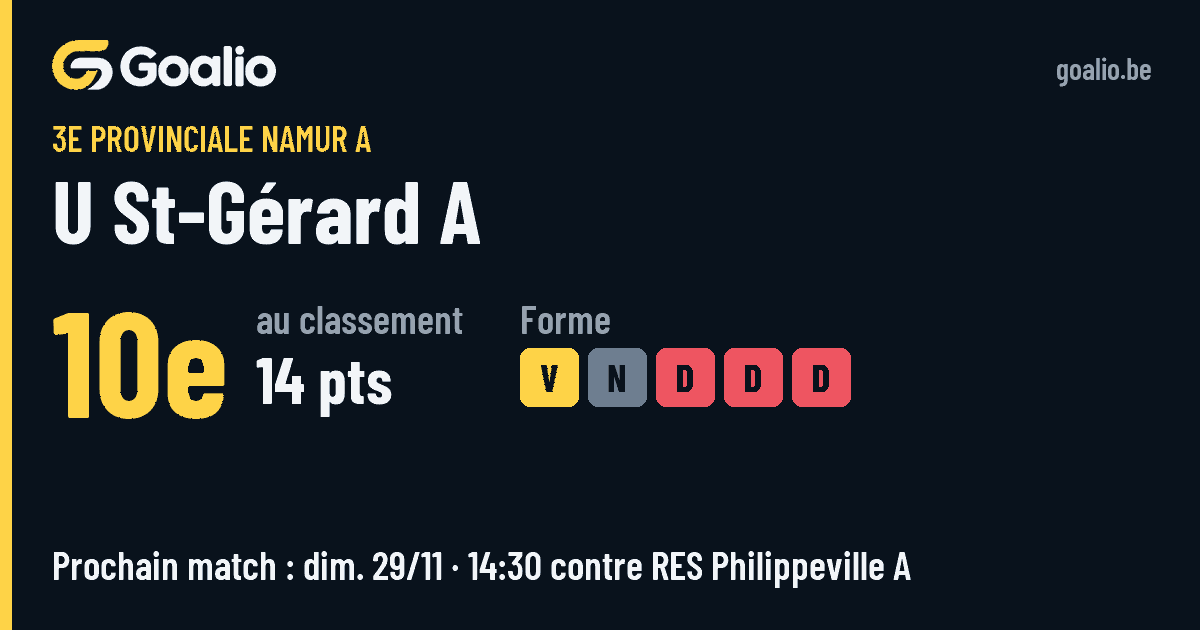 Goalio
goalio.be
3E PROVINCIALE NAMUR A
U St-Gérard A
10e
au classement
14 pts
Forme
V N D D D
Prochain match : dim. 29/11 · 14:30 contre RES Philippeville A